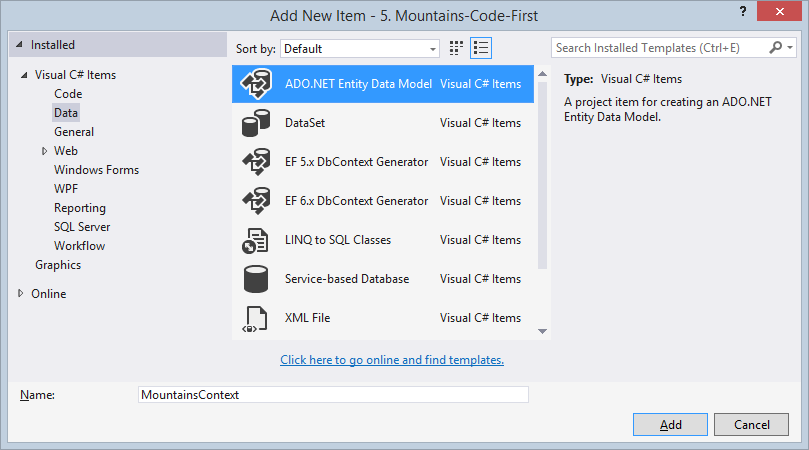 Add New Item - 5. Mountains-Code-First
?
Installed
Sort by: Default
Search Installed Templates (Ctrl+E)
Visual C# Items
Code
Data
General
Web
Windows Forms
WPF
Reporting
SQL Server
Workflow
Graphics
Online
ADO.NET Entity Data Model Visual C# Items
DataSet Visual C# Items
EF 5.x DbContext Generator Visual C# Items
EF 6.x DbContext Generator Visual C# Items
LINQ to SQL Classes Visual C# Items
Service-based Database Visual C# Items
XML File Visual C# Items
Type: Visual C# Items
A project item for creating an ADO.NET
Entity Data Model.
Click here to go online and find templates.
Name: MountainsContext
Add Cancel